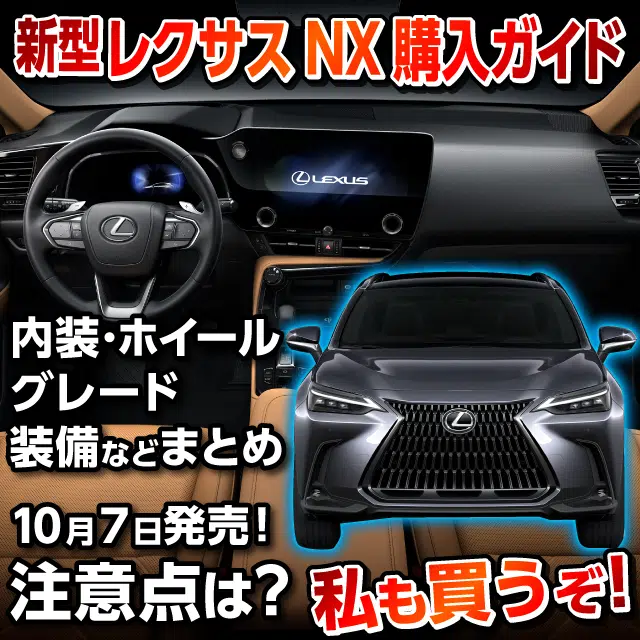 新型レクサス NX 購入ガイド
LEXUS
内装・ホイール
グレード
装備などまとめ
10月7日発売！
注意点は？
私も買うぞ！